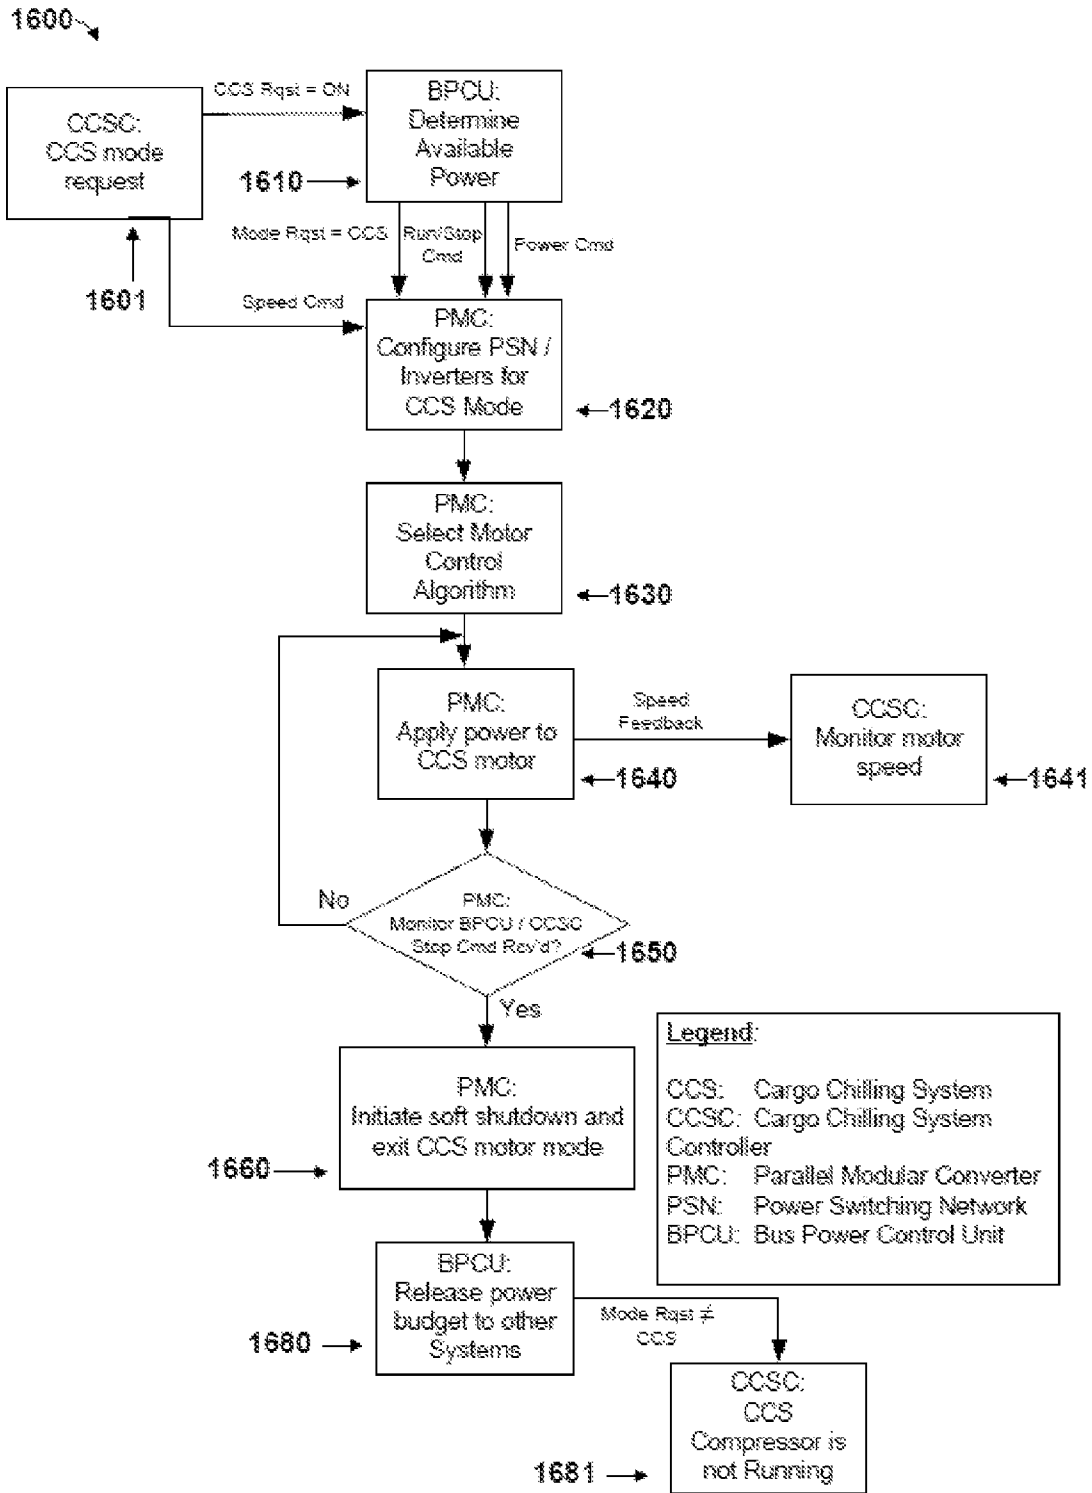 1600
CCSC:
CCS mode
request
CCS Rqst = ON
BPCU:
Determine
Available
Power
1610
1601
Mode Rqst = CCS
Run/Stop
Cmd
Power Cmd
Speed Cmd
PMC:
Configure PSN /
Inverters for
CCS Mode
1620
PMC:
Select Motor
Control
Algorithm
1630
PMC:
Apply power to
CCS motor
1640
Speed
Feedback
CCSC:
Monitor motor
speed
1641
No
PMC:
Monitor BPCU / CCSC
Stop Cmd Rcv'd?
1650
Yes
PMC:
Initiate soft shutdown and
exit CCS motor mode
1660
Legend:
CCS: Cargo Chilling System
CCSC: Cargo Chilling System
Controller
PMC: Parallel Modular Converter
PSN: Power Switching Network
BPCU: Bus Power Control Unit
BPCU:
Release power
budget to other
Systems
1680
Mode Rqst ≠
CCS
CCSC:
CCS
Compressor is
not Running
1681